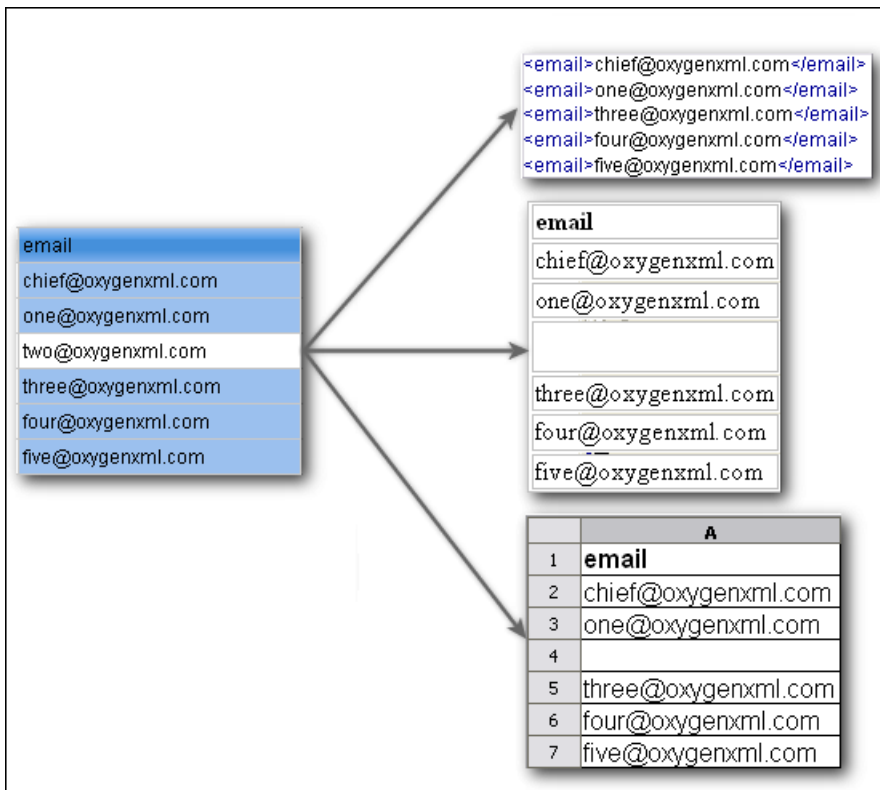 email
chief@oxygenxml.com
one@oxygenxml.com
two@oxygenxml.com
three@oxygenxml.com
four@oxygenxml.com
five@oxygenxml.com
<email>chief@oxygenxml.com</email>
<email>one@oxygenxml.com</email>
<email>three@oxygenxml.com</email>
<email>four@oxygenxml.com</email>
<email>five@oxygenxml.com</email>
email
chief@oxygenxml.com
one@oxygenxml.com
three@oxygenxml.com
four@oxygenxml.com
five@oxygenxml.com
A
1 email
2 chief@oxygenxml.com
3 one@oxygenxml.com
4
5 three@oxygenxml.com
6 four@oxygenxml.com
7 five@oxygenxml.com